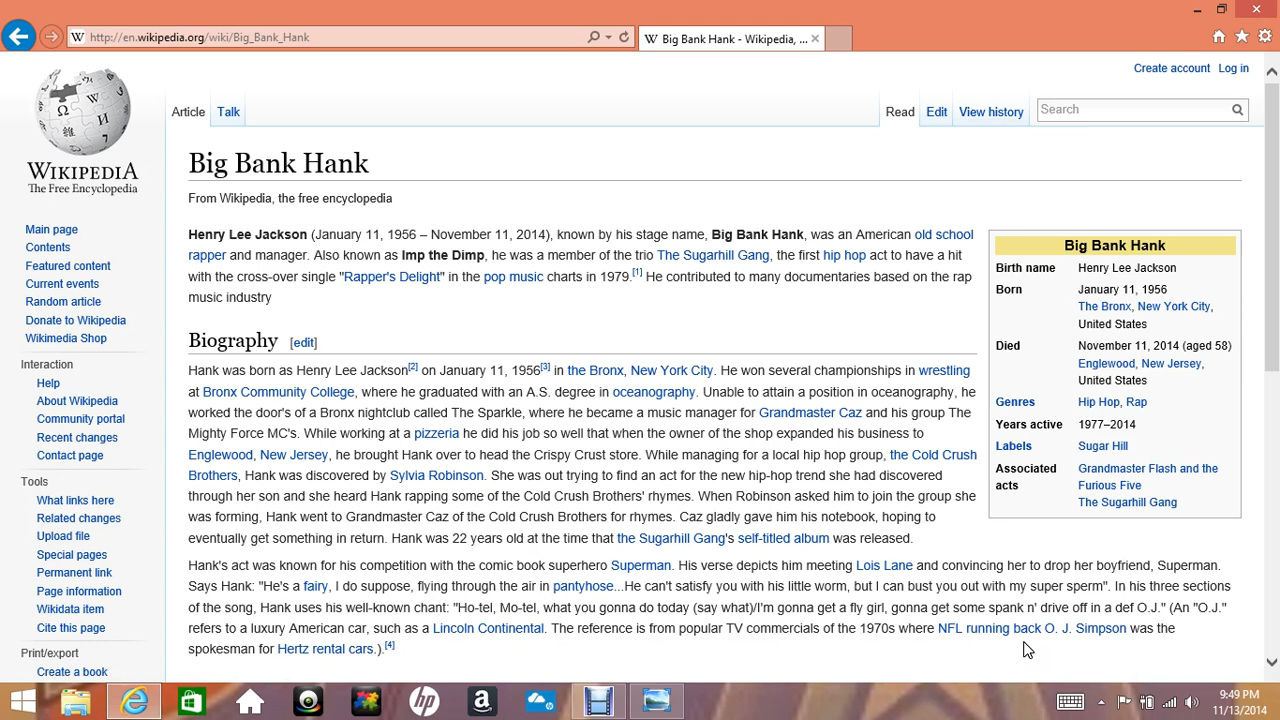 http://en.wikipedia.org/wiki/Big_Bank_Hank
Big Bank Hank - Wikipedia, ...
Create account Log in
WIKIPEDIA
The Free Encyclopedia
Article Talk
Read Edit View history
Search
Big Bank Hank
From Wikipedia, the free encyclopedia
Henry Lee Jackson (January 11, 1956 – November 11, 2014), known by his stage name, Big Bank Hank, was an American old school
rapper and manager. Also known as Imp the Dimp, he was a member of the trio The Sugarhill Gang, the first hip hop act to have a hit
with the cross-over single "Rapper's Delight" in the pop music charts in 1979.[1] He contributed to many documentaries based on the rap
music industry
Biography [edit]
Hank was born as Henry Lee Jackson[2] on January 11, 1956[3] in the Bronx, New York City. He won several championships in wrestling
at Bronx Community College, where he graduated with an A.S. degree in oceanography. Unable to attain a position in oceanography, he
worked the door's of a Bronx nightclub called The Sparkle, where he became a music manager for Grandmaster Caz and his group The
Mighty Force MC's. While working at a pizzeria he did his job so well that when the owner of the shop expanded his business to
Englewood, New Jersey, he brought Hank over to head the Crispy Crust store. While managing for a local hip hop group, the Cold Crush
Brothers, Hank was discovered by Sylvia Robinson. She was out trying to find an act for the new hip-hop trend she had discovered
through her son and she heard Hank rapping some of the Cold Crush Brothers' rhymes. When Robinson asked him to join the group she
was forming, Hank went to Grandmaster Caz of the Cold Crush Brothers for rhymes. Caz gladly gave him his notebook, hoping to
eventually get something in return. Hank was 22 years old at the time that the Sugarhill Gang's self-titled album was released.
Hank's act was known for his competition with the comic book superhero Superman. His verse depicts him meeting Lois Lane and convincing her to drop her boyfriend, Superman.
Says Hank: "He's a fairy, I do suppose, flying through the air in pantyhose...He can't satisfy you with his little worm, but I can bust you out with my super sperm". In his three sections
of the song, Hank uses his well-known chant: "Ho-tel, Mo-tel, what you gonna do today (say what)/I'm gonna get a fly girl, gonna get some spank n' drive off in a def O.J." (An "O.J."
refers to a luxury American car, such as a Lincoln Continental. The reference is from popular TV commercials of the 1970s where NFL running back O. J. Simpson was the
spokesman for Hertz rental cars.).[4]
Big Bank Hank
Birth name Henry Lee Jackson
Born January 11, 1956
The Bronx, New York City,
United States
Died November 11, 2014 (aged 58)
Englewood, New Jersey,
United States
Genres Hip Hop, Rap
Years active 1977–2014
Labels Sugar Hill
Associated acts Grandmaster Flash and the
Furious Five
The Sugarhill Gang
Main page
Contents
Featured content
Current events
Random article
Donate to Wikipedia
Wikimedia Shop
Interaction
Help
About Wikipedia
Community portal
Recent changes
Contact page
Tools
What links here
Related changes
Upload file
Special pages
Permanent link
Page information
Wikidata item
Cite this page
Print/export
Create a book
9:49 PM
11/13/2014